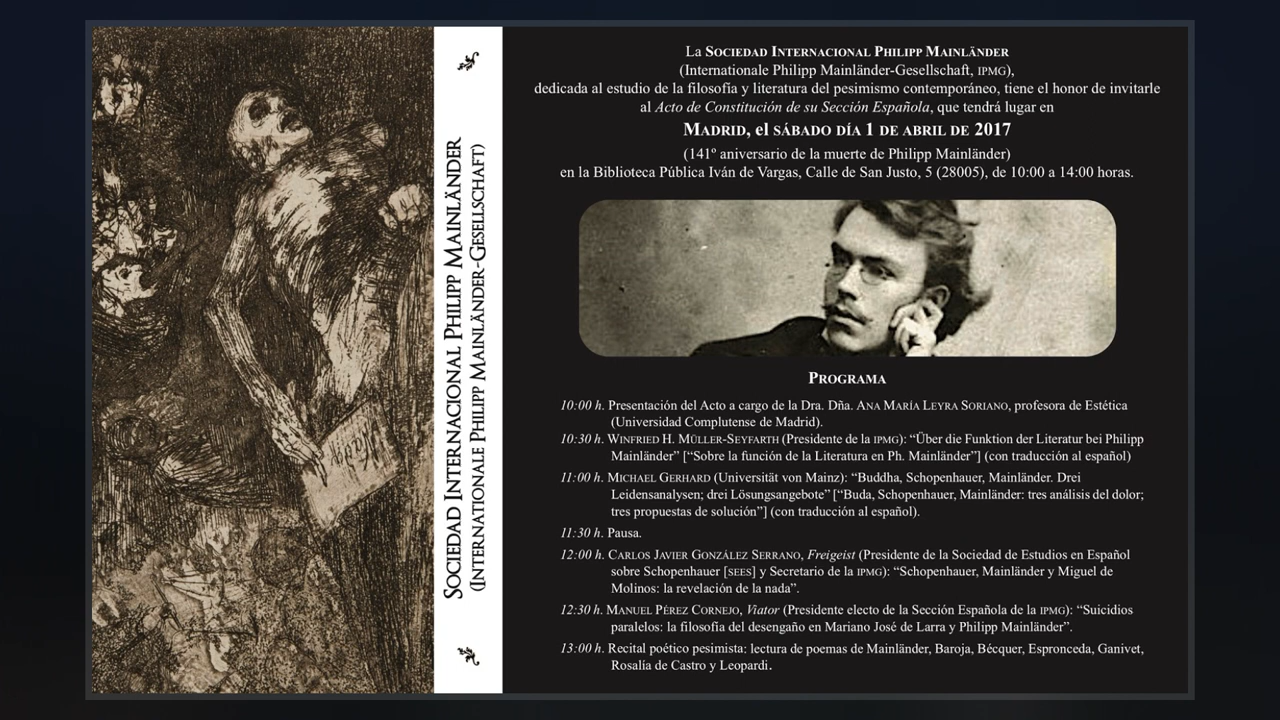 Nada
SOCIEDAD INTERNACIONAL PHILIPP MAINLÄNDER
(INTERNATIONALE PHILIPP MAINLÄNDER-GESELLSCHAFT)
La SOCIEDAD INTERNACIONAL PHILIPP MAINLÄNDER
(Internationale Philipp Mainländer-Gesellschaft, IPMG),
dedicada al estudio de la filosofía y literatura del pesimismo contemporáneo, tiene el honor de invitarle
al Acto de Constitución de su Sección Española, que tendrá lugar en
MADRID, el SÁBADO DÍA 1 DE ABRIL DE 2017
(141º aniversario de la muerte de Philipp Mainländer)
en la Biblioteca Pública Iván de Vargas, Calle de San Justo, 5 (28005), de 10:00 a 14:00 horas.
PROGRAMA
10:00 h. Presentación del Acto a cargo de la Dra. Dña. ANA MARÍA LEYRA SORIANO, profesora de Estética
(Universidad Complutense de Madrid).
10:30 h. WINFRIED H. MÜLLER-SEYFARTH (Presidente de la IPMG): “Über die Funktion der Literatur bei Philipp
Mainländer” [“Sobre la función de la Literatura en Ph. Mainländer”] (con traducción al español)
11:00 h. MICHAEL GERHARD (Universität von Mainz): “Buddha, Schopenhauer, Mainländer. Drei
Leidensanalysen; drei Lösungsangebote” [“Buda, Schopenhauer, Mainländer: tres análisis del dolor;
tres propuestas de solución”] (con traducción al español).
11:30 h. Pausa.
12:00 h. CARLOS JAVIER GONZÁLEZ SERRANO, Freigeist (Presidente de la Sociedad de Estudios en Español
sobre Schopenhauer [SEES] y Secretario de la IPMG): “Schopenhauer, Mainländer y Miguel de
Molinos: la revelación de la nada”.
12:30 h. MANUEL PÉREZ CORNEJO, Viator (Presidente electo de la Sección Española de la IPMG): “Suicidios
paralelos: la filosofía del desengaño en Mariano José de Larra y Philipp Mainländer”.
13:00 h. Recital poético pesimista: lectura de poemas de Mainländer, Baroja, Bécquer, Espronceda, Ganivet,
Rosalía de Castro y Leopardi.